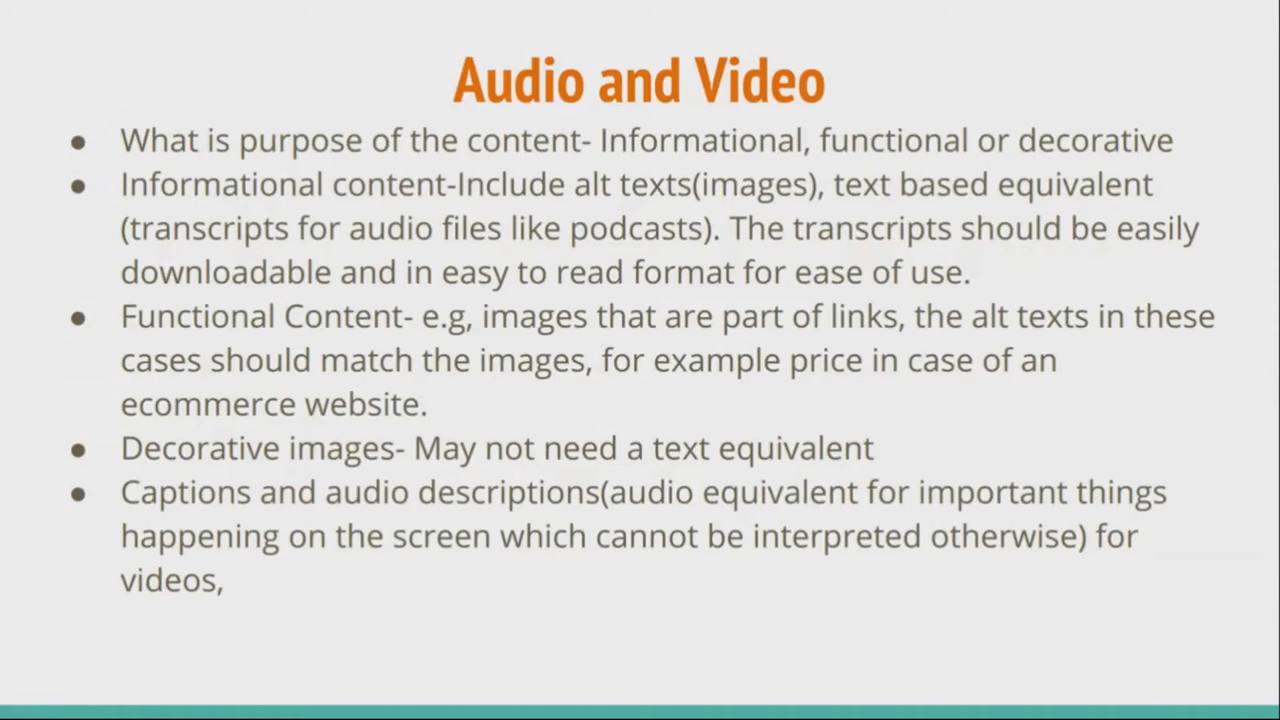 Audio and Video
● What is purpose of the content- Informational, functional or decorative
● Informational content-Include alt texts(images), text based equivalent
(transcripts for audio files like podcasts). The transcripts should be easily
downloadable and in easy to read format for ease of use.
● Functional Content- e.g, images that are part of links, the alt texts in these
cases should match the images, for example price in case of an
ecommerce website.
● Decorative images- May not need a text equivalent
● Captions and audio descriptions(audio equivalent for important things
happening on the screen which cannot be interpreted otherwise) for
videos,